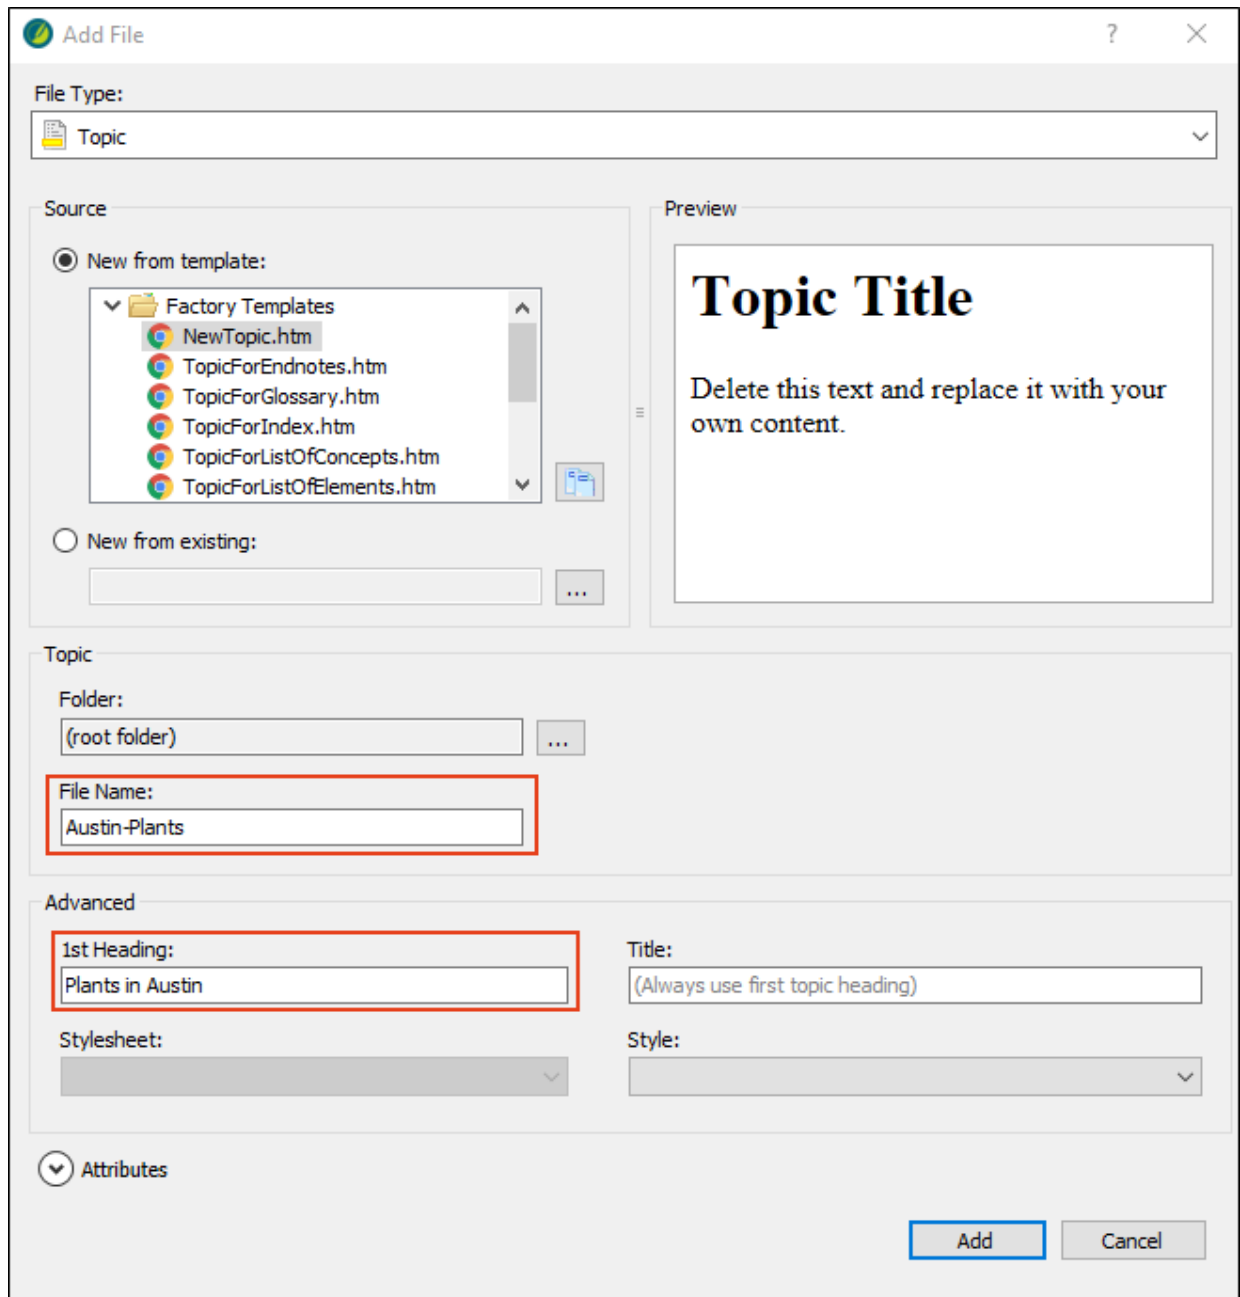 Add File
?
File Type:
Topic
Source
New from template:
Factory Templates
NewTopic.htm
TopicForEndnotes.htm
TopicForGlossary.htm
TopicForIndex.htm
TopicForListOfConcepts.htm
TopicForListOfElements.htm
New from existing:
...
Preview
Topic Title
Delete this text and replace it with your
own content.
Topic
Folder:
(root folder)
...
File Name:
Austin-Plants
Advanced
1st Heading:
Plants in Austin
Title:
(Always use first topic heading)
Stylesheet:
Style:
Attributes
Add
Cancel